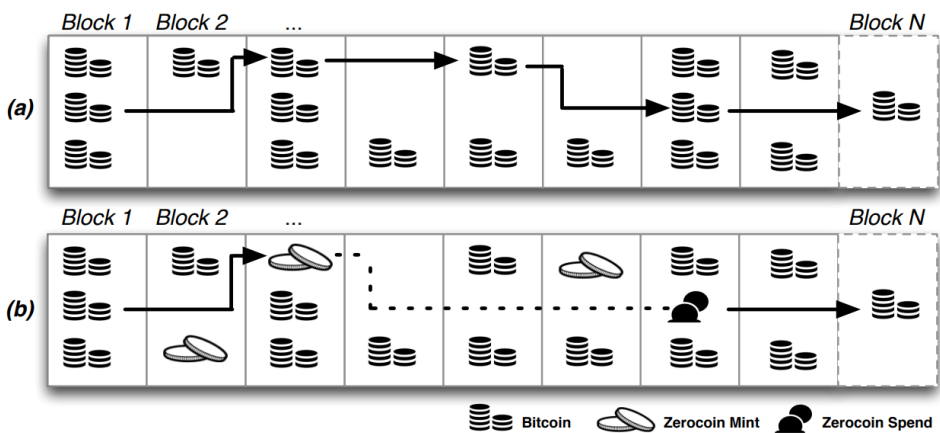 Block 1 Block 2 ... Block N
(a)
Block 1 Block 2 ... Block N
(b)
Bitcoin Zerocoin Mint Zerocoin Spend